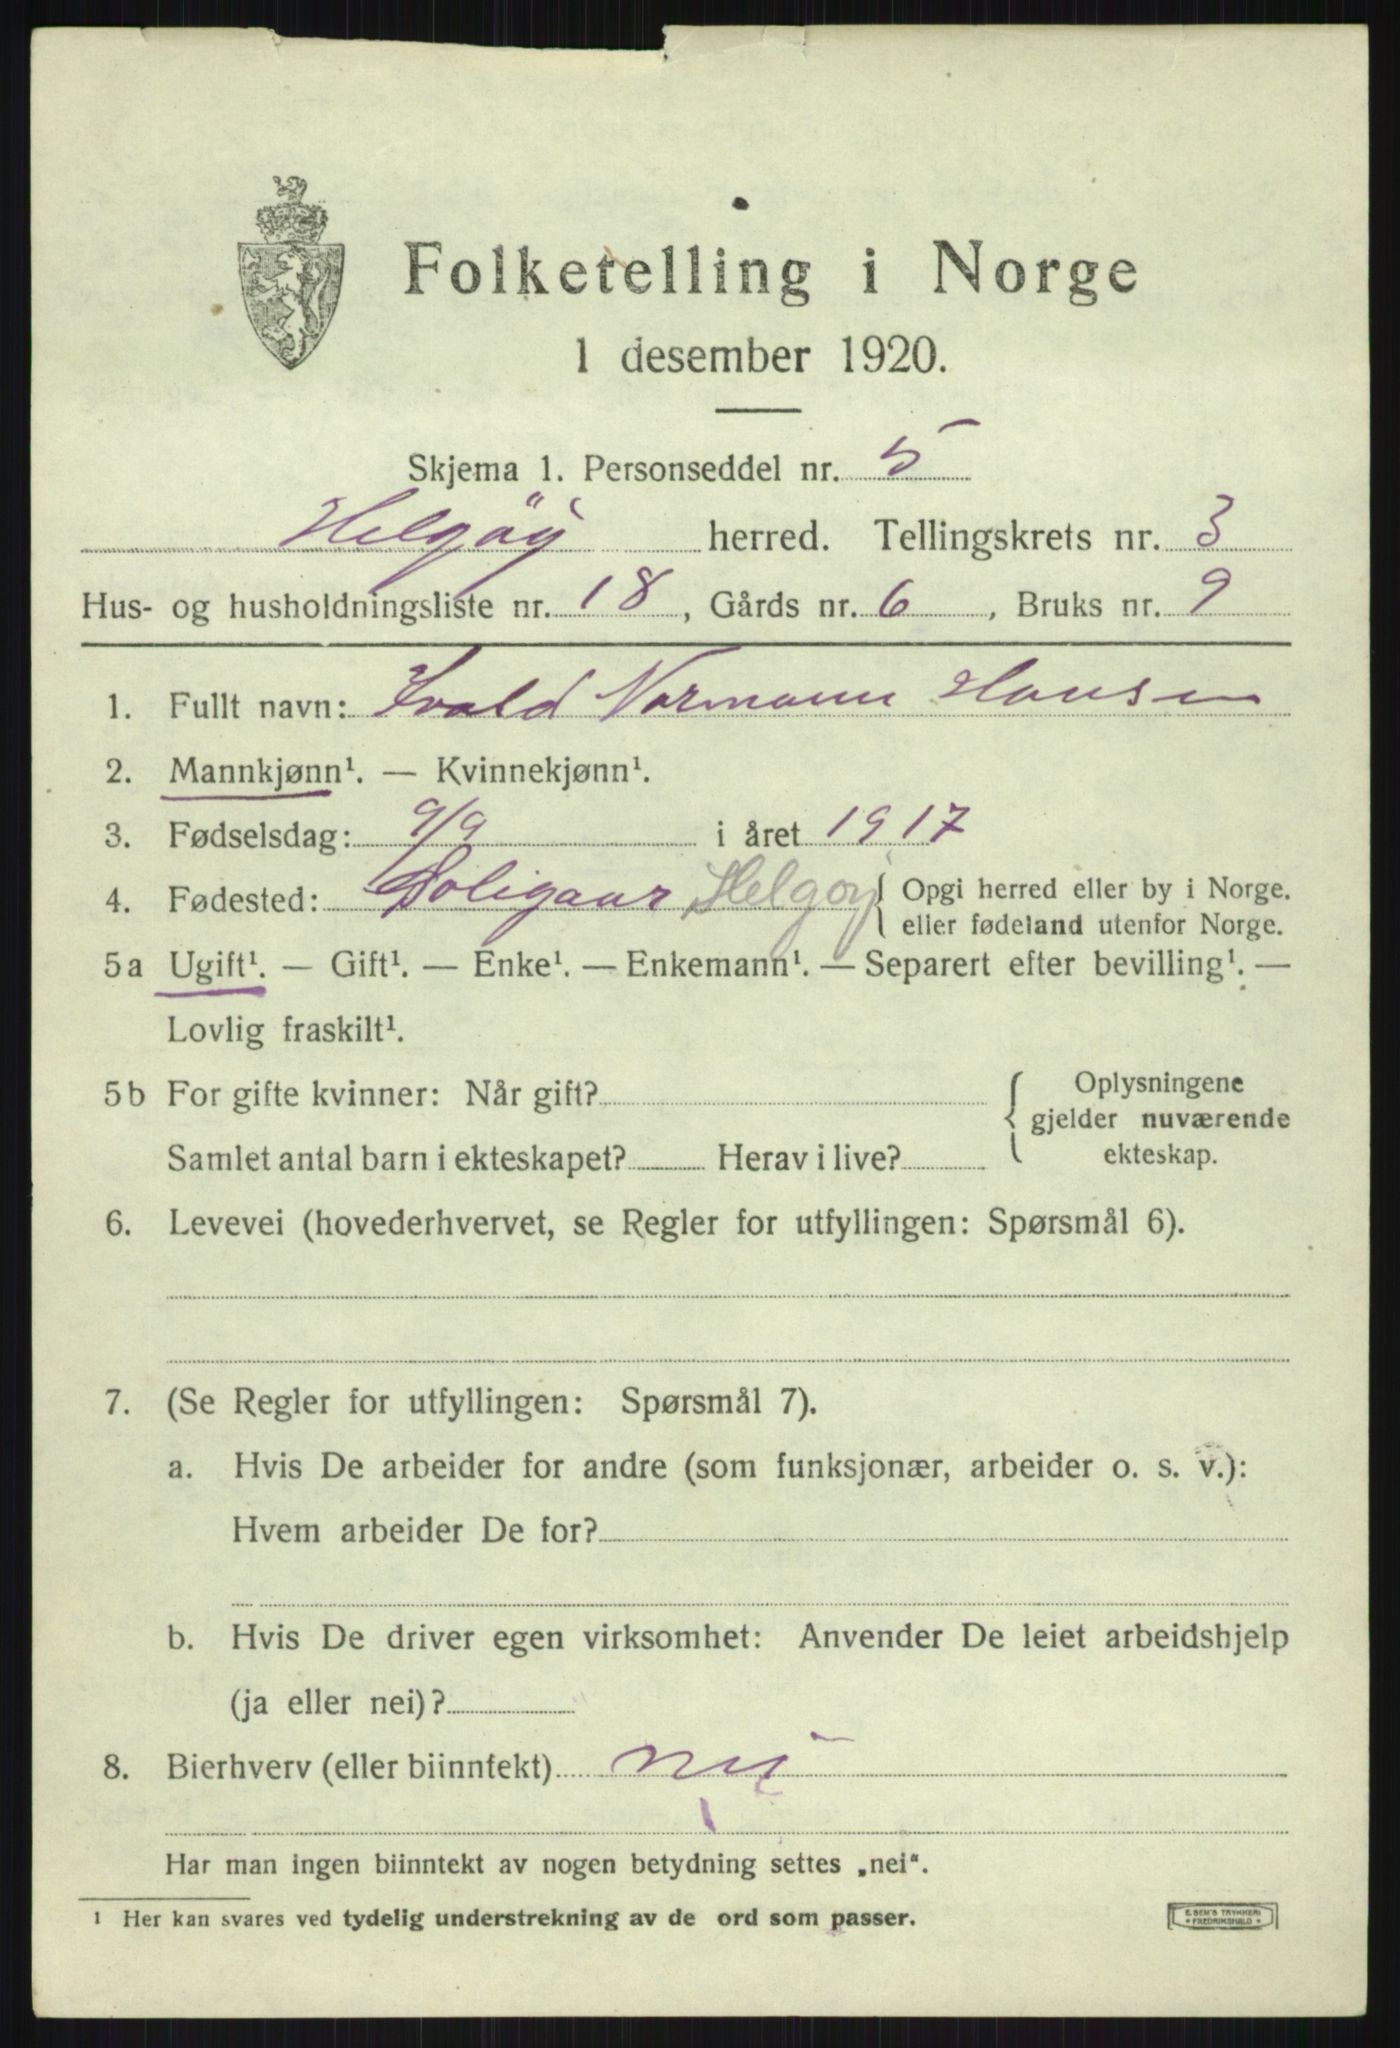 Folketelling i Norge
1 desember 1920.
Skjema 1. Personseddel nr. 5
Helgöy herred. Tellingskrets nr. 3
Hus- og husholdningsliste nr. 18, Gårds nr. 6, Bruks nr. 9
1. Fullt navn: Normann Hansen
2. Mannkjønn¹. — Kvinnekjønn¹.
3. Fødselsdag: 9/9 i året 1917
4. Fødested: Helgøy { Opgi herred eller by i Norge.
eller fødeland utenfor Norge.
5a Ugift¹. — Gift¹. — Enke¹. — Enkemann¹. — Separert efter bevilling¹. —
Lovlig fraskilt¹.
5b For gifte kvinner: Når gift? { Oplysningene
gjelder nuværende
Samlet antal barn i ekteskapet? Herav i live? ekteskap.
6. Levevei (hovederhvervet, se Regler for utfyllingen: Spørsmål 6).
7. (Se Regler for utfyllingen: Spørsmål 7).
a. Hvis De arbeider for andre (som funksjonær, arbeider o. s. v.):
Hvem arbeider De for?
b. Hvis De driver egen virksomhet: Anvender De leiet arbeidshjelp
(ja eller nei)?
8. Bierhverv (eller biinntekt) nei
Har man ingen biinntekt av nogen betydning settes „nei“.
¹ Her kan svares ved tydelig understrekning av de ord som passer.
E. SEM'S TRYKKERI
FREDRIKSHALD